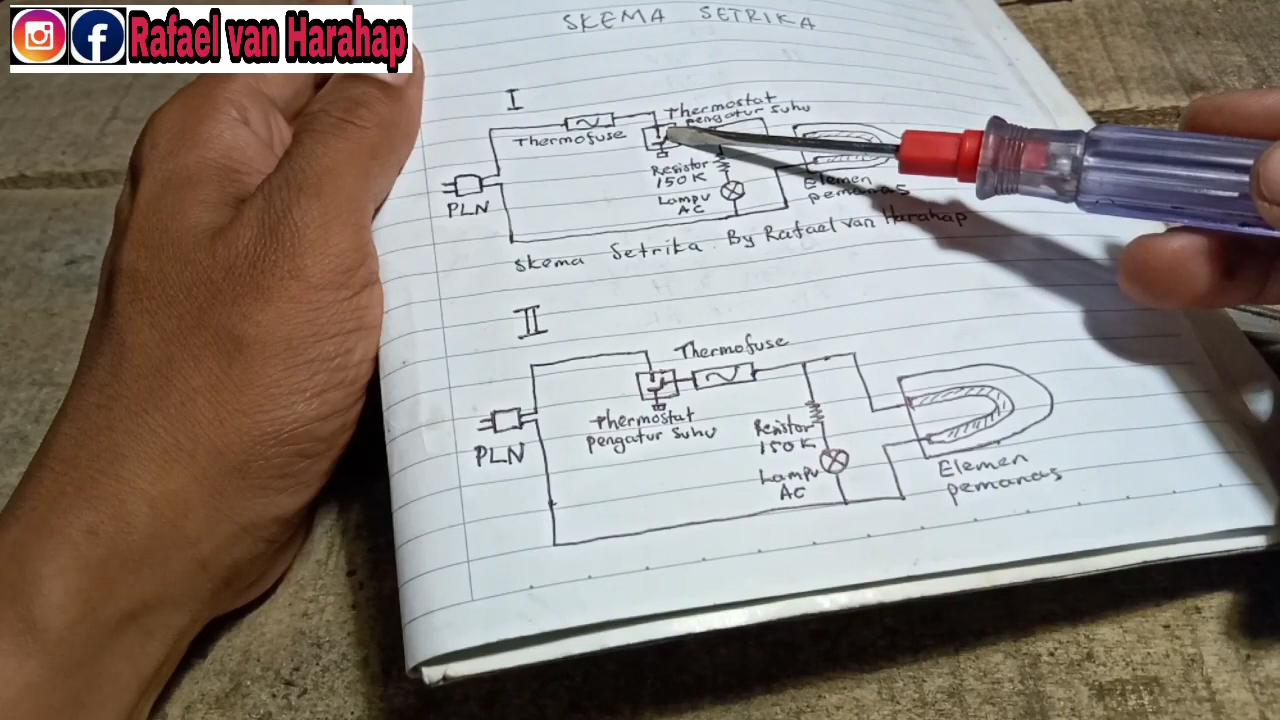 Rafael van Harahap
SKEMA SETRIKA
I
Thermofuse
Thermostat
pengatur suhu
Resistor
150K
Lampu
AC
Elemen
pemanas
PLN
Skema Setrika. By Rafael van Harahap
II
Thermofuse
Thermostat
pengatur suhu
Resistor
150K
Lampu
AC
PLN
Elemen
pemanas